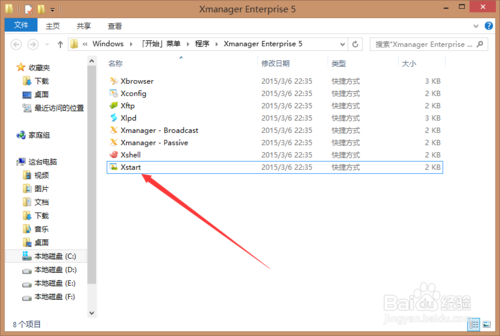 Xmanager Enterprise 5
文件 主页 共享 查看
« Windows › 「开始」菜单 › 程序 › Xmanager Enterprise 5
搜索"Xmanager Enterprise ...
名称 修改日期 类型 大小
收藏夹
下载
桌面
最近访问的位置
家庭组
这台电脑
视频
图片
文档
下载
音乐
桌面
本地磁盘 (C:)
本地磁盘 (D:)
本地磁盘 (E:)
本地磁盘 (F:)
Xbrowser 2015/3/6 22:35 快捷方式 3 KB
Xconfig 2015/3/6 22:35 快捷方式 2 KB
Xftp 2015/3/6 22:35 快捷方式 2 KB
Xlpd 2015/3/6 22:35 快捷方式 3 KB
Xmanager - Broadcast 2015/3/6 22:35 快捷方式 2 KB
Xmanager - Passive 2015/3/6 22:35 快捷方式 2 KB
Xshell 2015/3/6 22:35 快捷方式 2 KB
Xstart 2015/3/6 22:35 快捷方式 2 KB
8 个项目
Baidu 经验
jingyan.baidu.com